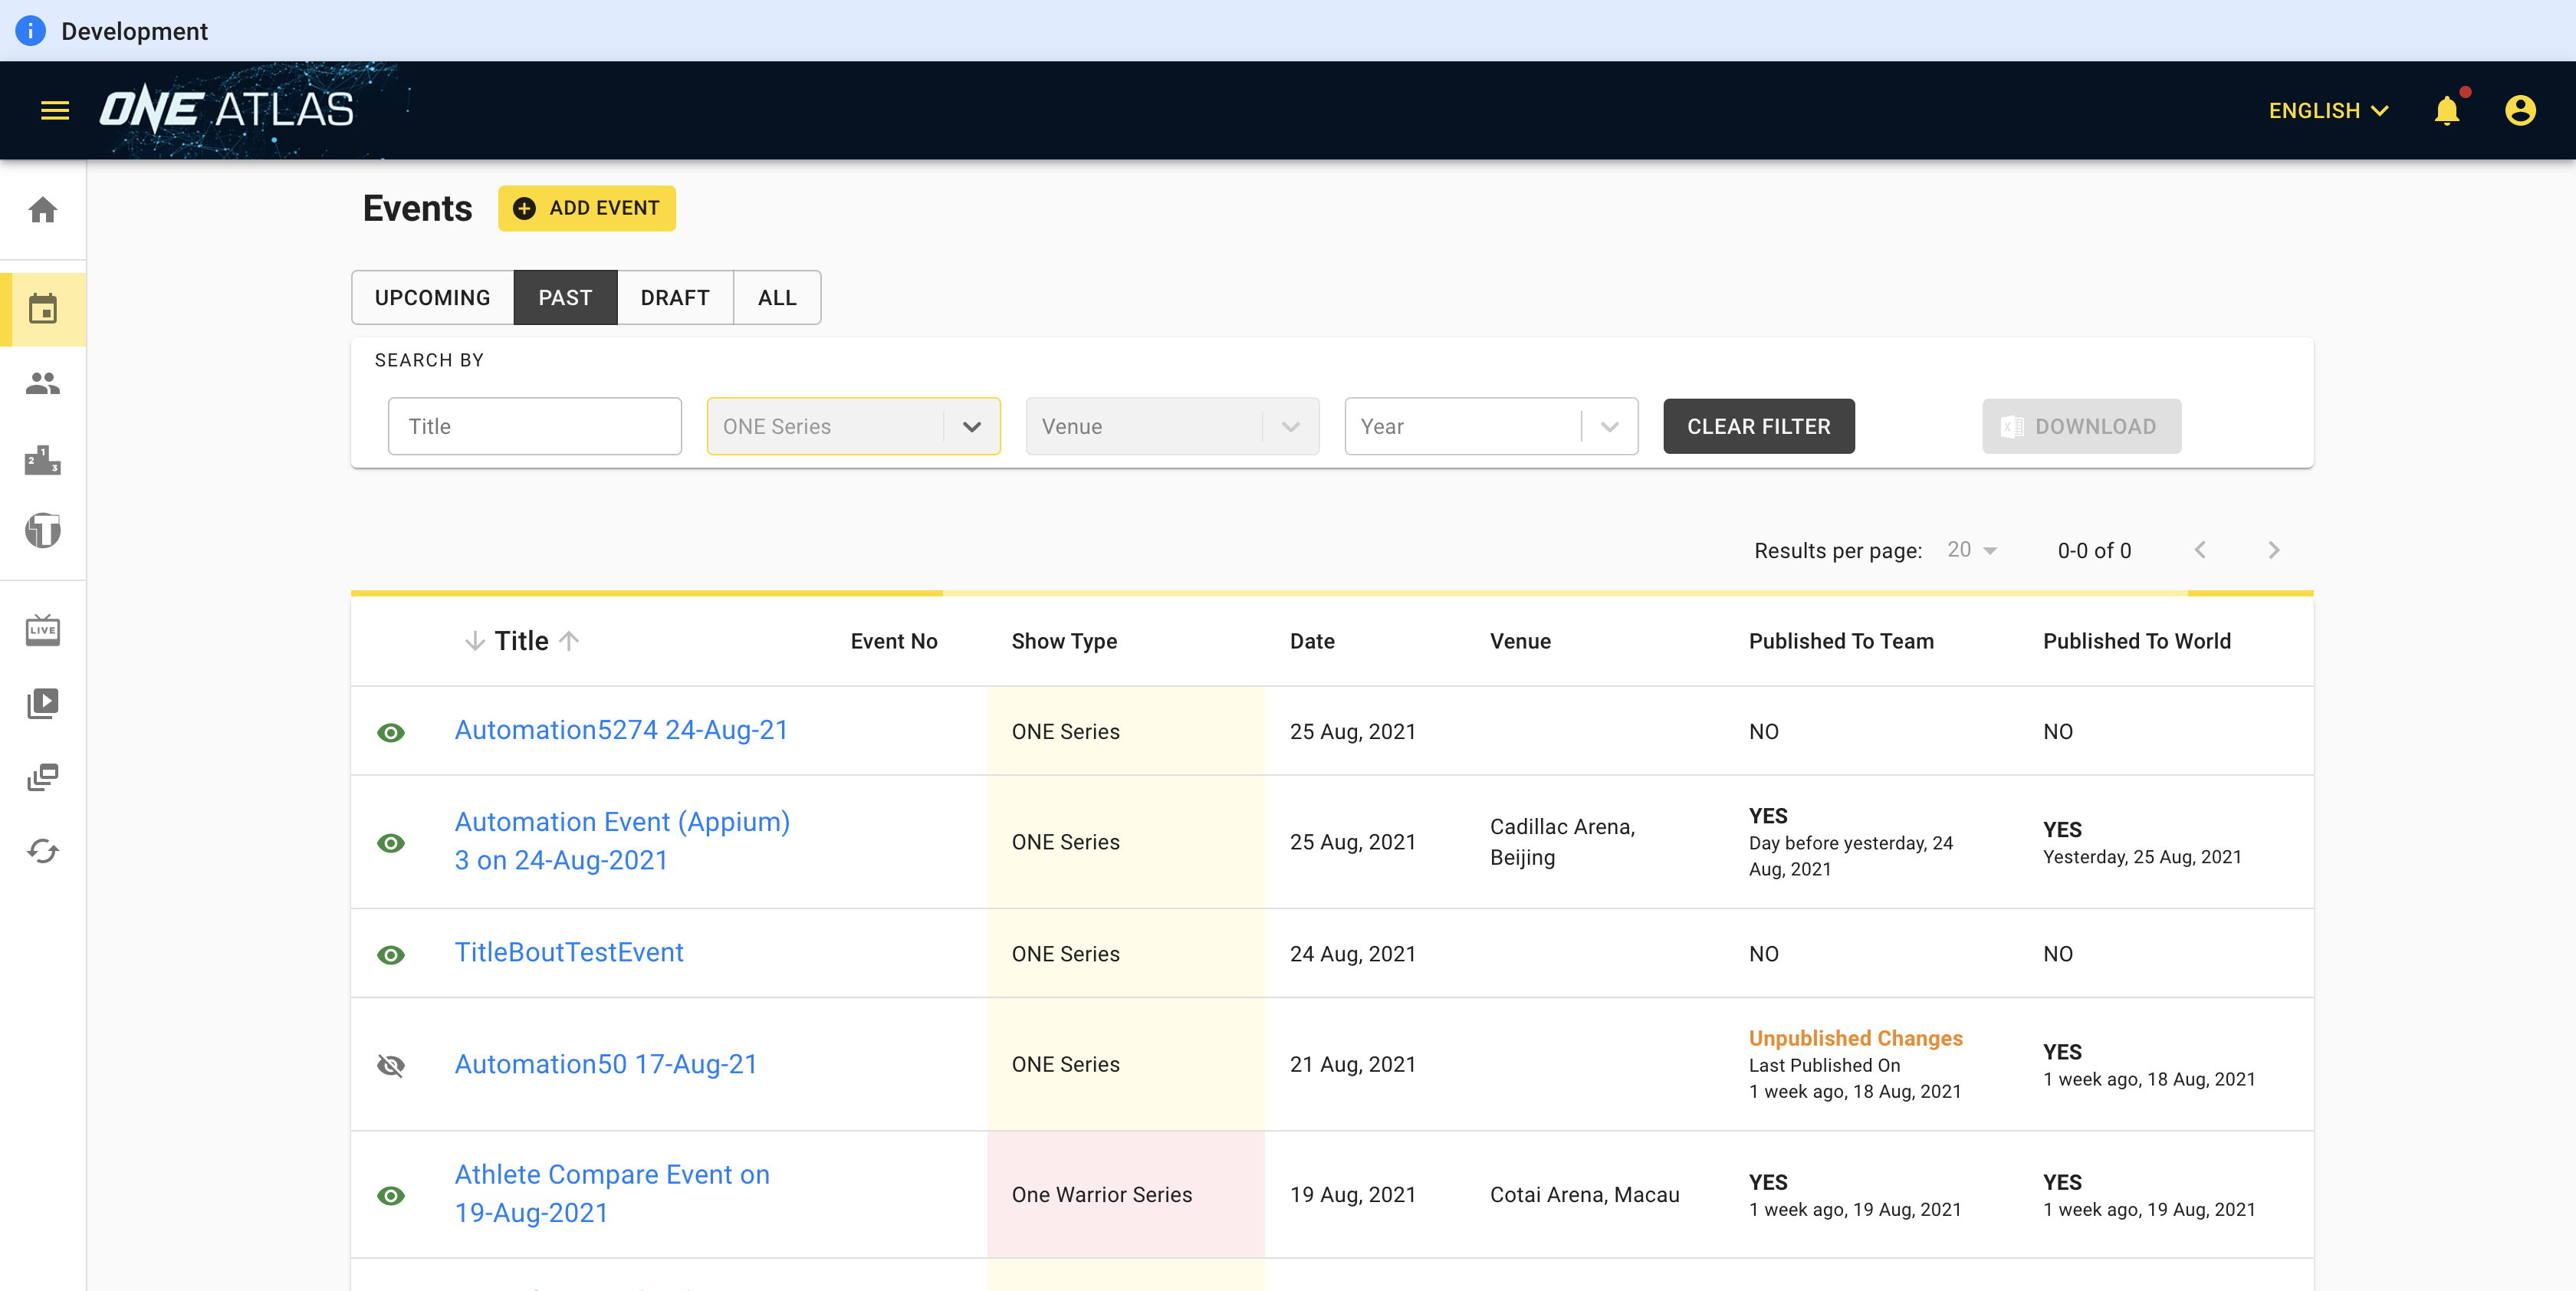 Development
ONE ATLAS
ENGLISH
Events
ADD EVENT
UPCOMING
PAST
DRAFT
ALL
SEARCH BY
Title
ONE Series
Venue
Year
CLEAR FILTER
DOWNLOAD
Results per page: 20
0-0 of 0
Title
Event No
Show Type
Date
Venue
Published To Team
Published To World
Automation5274 24-Aug-21
ONE Series
25 Aug, 2021
NO
NO
Automation Event (Appium)
3 on 24-Aug-2021
ONE Series
25 Aug, 2021
Cadillac Arena,
Beijing
YES
Day before yesterday, 24
Aug, 2021
YES
Yesterday, 25 Aug, 2021
TitleBoutTestEvent
ONE Series
24 Aug, 2021
NO
NO
Automation50 17-Aug-21
ONE Series
21 Aug, 2021
Unpublished Changes
Last Published On
1 week ago, 18 Aug, 2021
YES
1 week ago, 18 Aug, 2021
Athlete Compare Event on
19-Aug-2021
One Warrior Series
19 Aug, 2021
Cotai Arena, Macau
YES
1 week ago, 19 Aug, 2021
YES
1 week ago, 19 Aug, 2021
1
2
3
LIVE